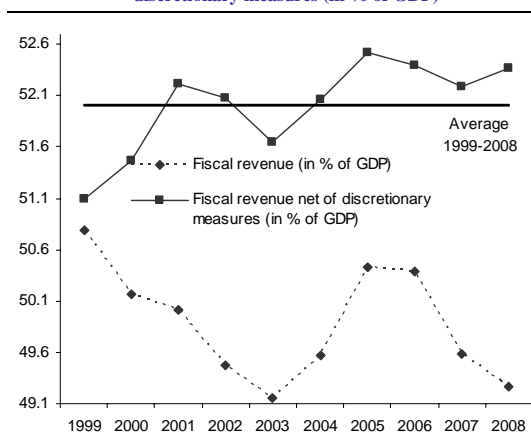 discretionary measures (in % of GDP)
52.6
52.1
51.6
51.1
50.6
50.1
49.6
49.1
Average
1999-2008
Fiscal revenue (in % of GDP)
Fiscal revenue net of discretionary
measures (in % of GDP)
1999 2000 2001 2002 2003 2004 2005 2006 2007 2008